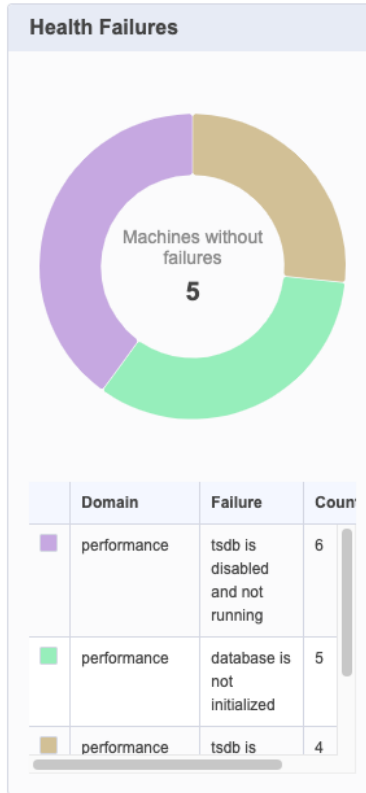 Health Failures
Machines without
failures
5
Domain Failure
performance tsdb is 6
disabled
and not
running
performance database is 5
not
initialized
performance tsdb is 4